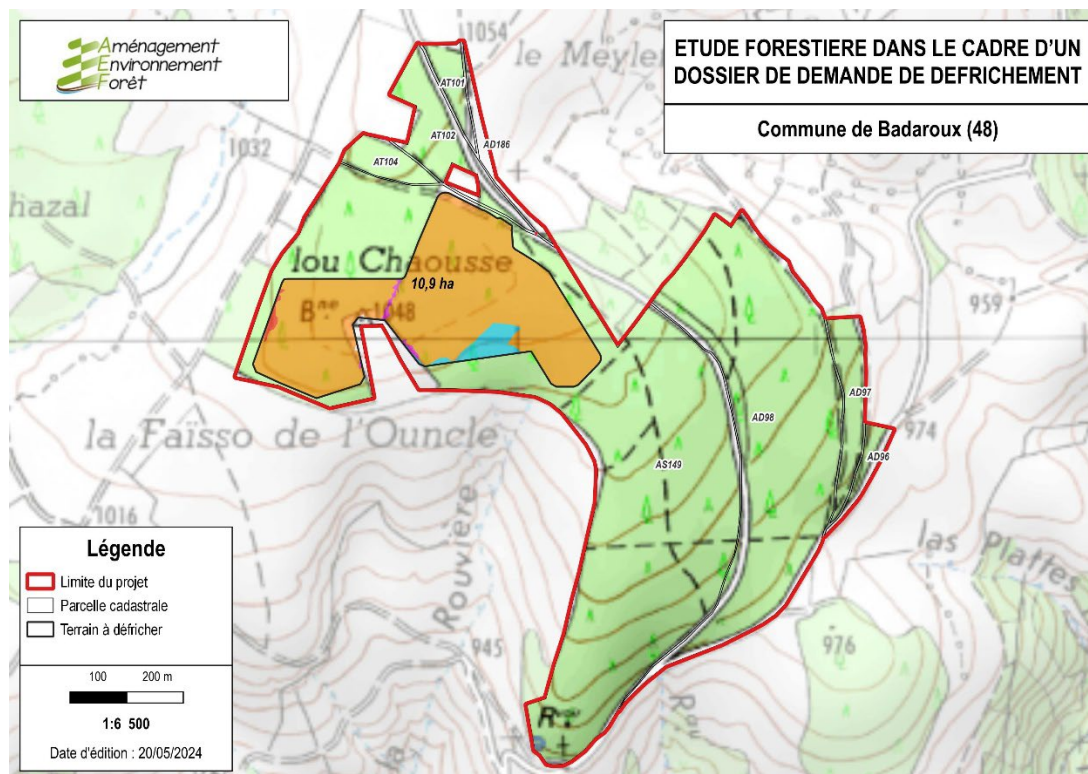 Aménagement
Environnement
Forêt
ETUDE FORESTIERE DANS LE CADRE D'UN
DOSSIER DE DEMANDE DE DEFRICHEMENT
Commune de Badaroux (48)
1054
AT101
AT102
AD186
1032
AT104
hazal
lou Chaousse
10,9 ha
1048
959
la Faïsso de l'Ouncle
AD97
974
AD98
AD96
AS149
1016
las Plattes
Rouvière
945
976
Légende
Limite du projet
Parcelle cadastrale
Terrain à défricher
100 200 m
1:6 500
Date d'édition : 20/05/2024